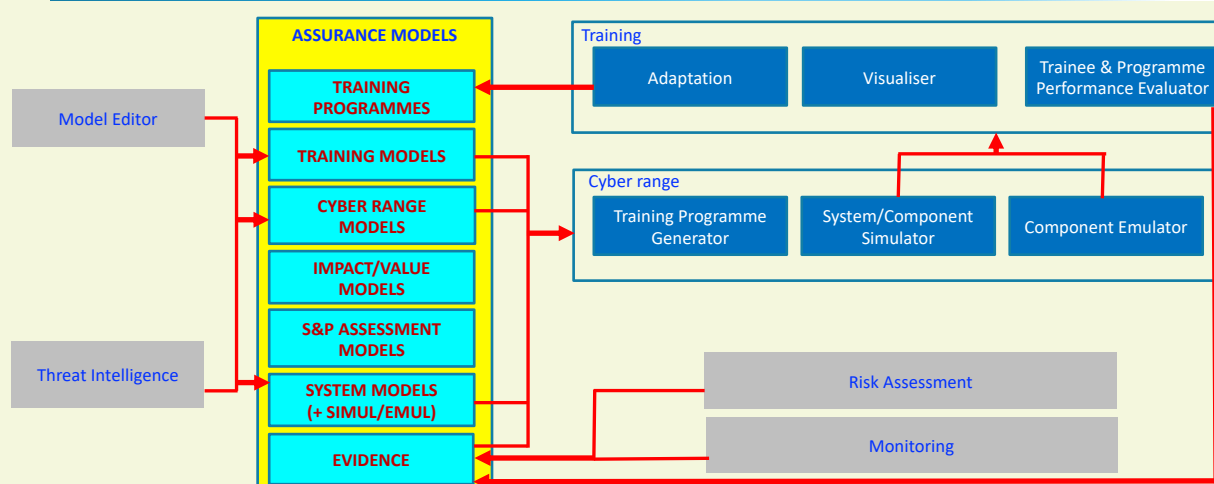 ASSURANCE MODELS
TRAINING
PROGRAMMES
TRAINING MODELS
CYBER RANGE
MODELS
IMPACT/VALUE
MODELS
S&P ASSESSMENT
MODELS
SYSTEM MODELS
(+ SIMUL/EMUL)
EVIDENCE
Model Editor
Threat Intelligence
Training
Adaptation
Visualiser
Trainee & Programme
Performance Evaluator
Cyber range
Training Programme
Generator
System/Component
Simulator
Component Emulator
Risk Assessment
Monitoring